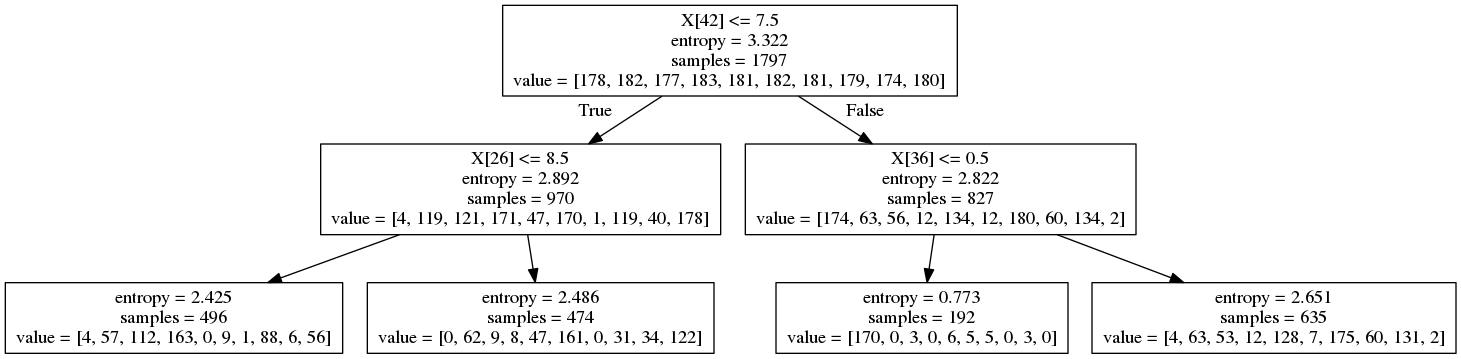 X[42] <= 7.5
entropy = 3.322
samples = 1797
value = [178, 182, 177, 183, 181, 182, 181, 179, 174, 180]
True
False
X[26] <= 8.5
entropy = 2.892
samples = 970
value = [4, 119, 121, 171, 47, 170, 1, 119, 40, 178]
X[36] <= 0.5
entropy = 2.822
samples = 827
value = [174, 63, 56, 12, 134, 12, 180, 60, 134, 2]
entropy = 2.425
samples = 496
value = [4, 57, 112, 163, 0, 9, 1, 88, 6, 56]
entropy = 2.486
samples = 474
value = [0, 62, 9, 8, 47, 161, 0, 31, 34, 122]
entropy = 0.773
samples = 192
value = [170, 0, 3, 0, 6, 5, 5, 0, 3, 0]
entropy = 2.651
samples = 635
value = [4, 63, 53, 12, 128, 7, 175, 60, 131, 2]